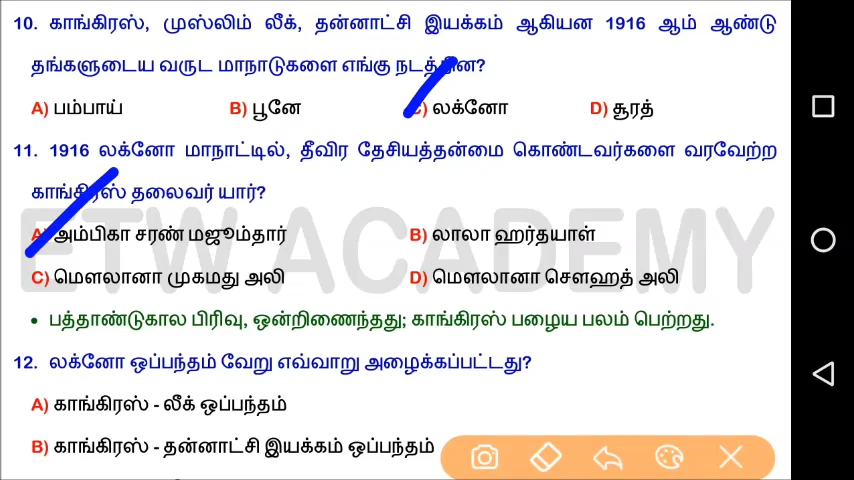 10. காங்கிரஸ், முஸ்லிம் லீக், தன்னாட்சி இயக்கம் ஆகியன 1916 ஆம் ஆண்டு
தங்களுடைய வருட மாநாடுகளை எங்கு நடத்தின?
A) பம்பாய் B) பூனே C) லக்னோ D) சூரத்
11. 1916 லக்னோ மாநாட்டில், தீவிர தேசியத்தன்மை கொண்டவர்களை வரவேற்ற
காங்கிரஸ் தலைவர் யார்?
A) அம்பிகா சரண் மஜூம்தார் B) லாலா ஹர்தயாள்
C) மௌலானா முகமது அலி D) மௌலானா சௌஹத் அலி
ETW ACADEMY
• பத்தாண்டுகால பிரிவு, ஒன்றிணைந்தது; காங்கிரஸ் பழைய பலம் பெற்றது.
12. லக்னோ ஒப்பந்தம் வேறு எவ்வாறு அழைக்கப்பட்டது?
A) காங்கிரஸ் - லீக் ஒப்பந்தம்
B) காங்கிரஸ் - தன்னாட்சி இயக்கம் ஒப்பந்தம்